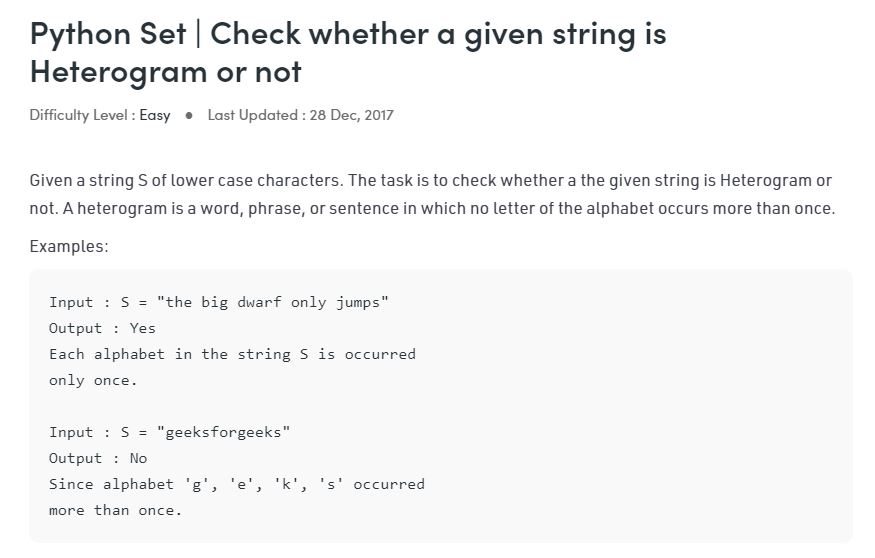 Python Set | Check whether a given string is
Heterogram or not
Difficulty Level : Easy ● Last Updated : 28 Dec, 2017
Given a string S of lower case characters. The task is to check whether a the given string is Heterogram or
not. A heterogram is a word, phrase, or sentence in which no letter of the alphabet occurs more than once.
Examples:
Input : S = "the big dwarf only jumps"
Output : Yes
Each alphabet in the string S is occurred
only once.
Input : S = "geeksforgeeks"
Output : No
Since alphabet 'g', 'e', 'k', 's' occurred
more than once.